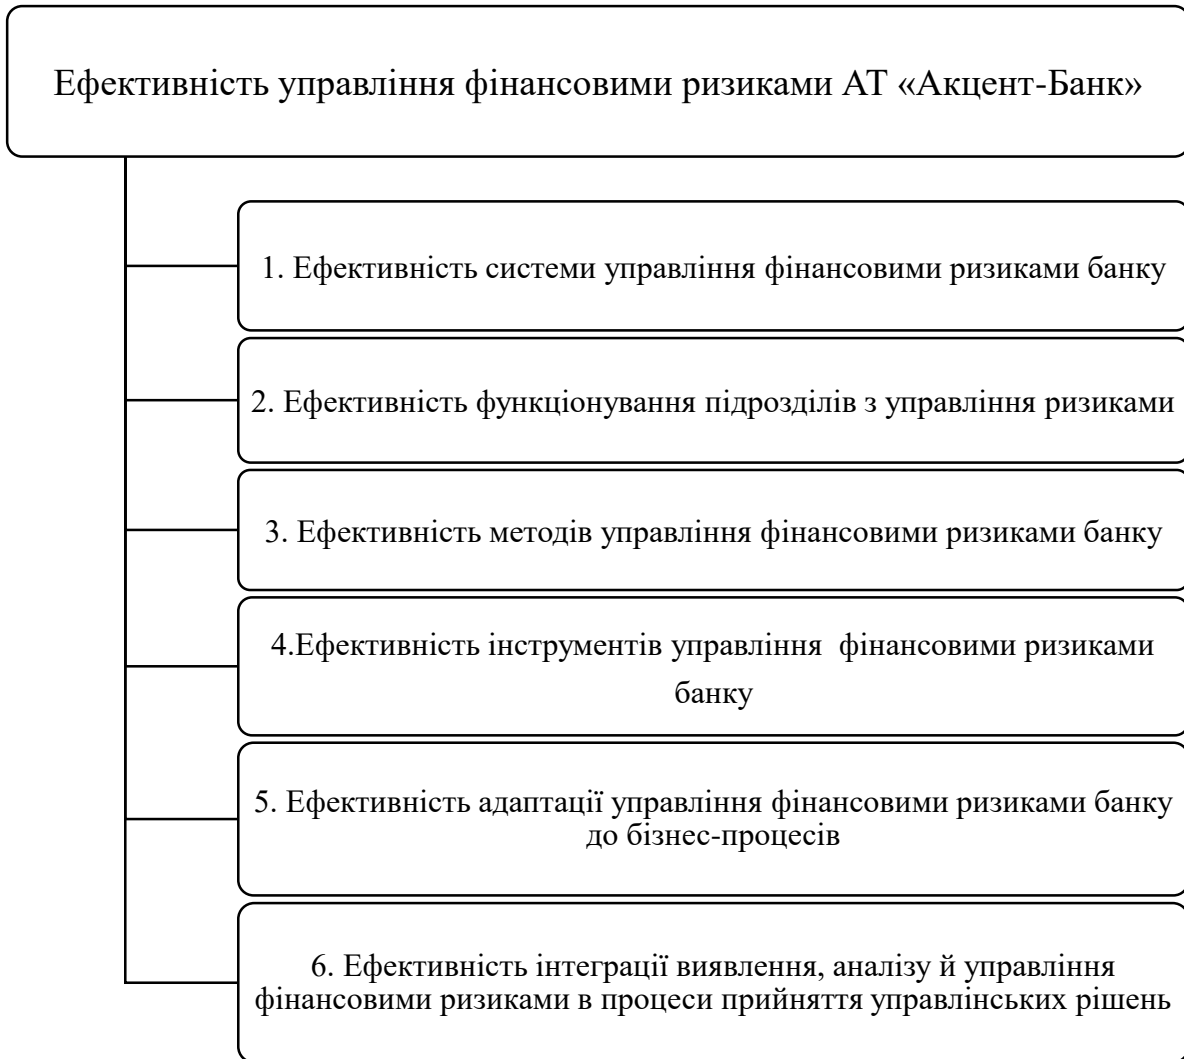 Ефективність управління фінансовими ризиками АТ «Акцент-Банк»
1. Ефективність системи управління фінансовими ризиками банку
2. Ефективність функціонування підрозділів з управління ризиками
3. Ефективність методів управління фінансовими ризиками банку
4.Ефективність інструментів управління  фінансовими ризиками
банку
5. Ефективність адаптації управління фінансовими ризиками банку
до бізнес-процесів
6. Ефективність інтеграції виявлення, аналізу й управління
фінансовими ризиками в процеси прийняття управлінських рішень